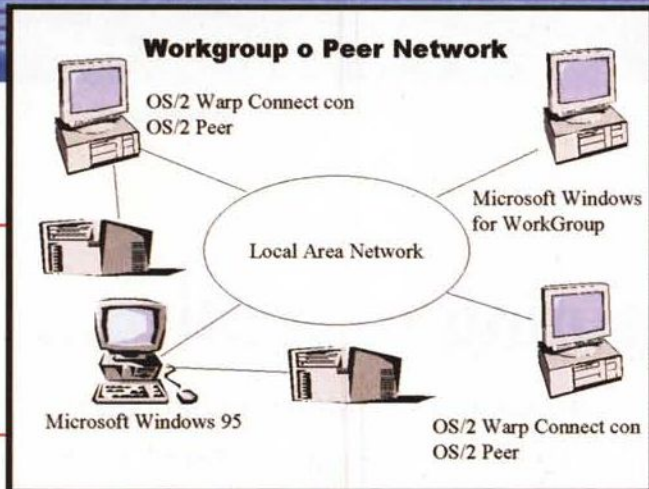 Workgroup o Peer Network
OS/2 Warp Connect con
OS/2 Peer
Microsoft Windows
for WorkGroup
Local Area Network
Microsoft Windows 95
OS/2 Warp Connect con
OS/2 Peer